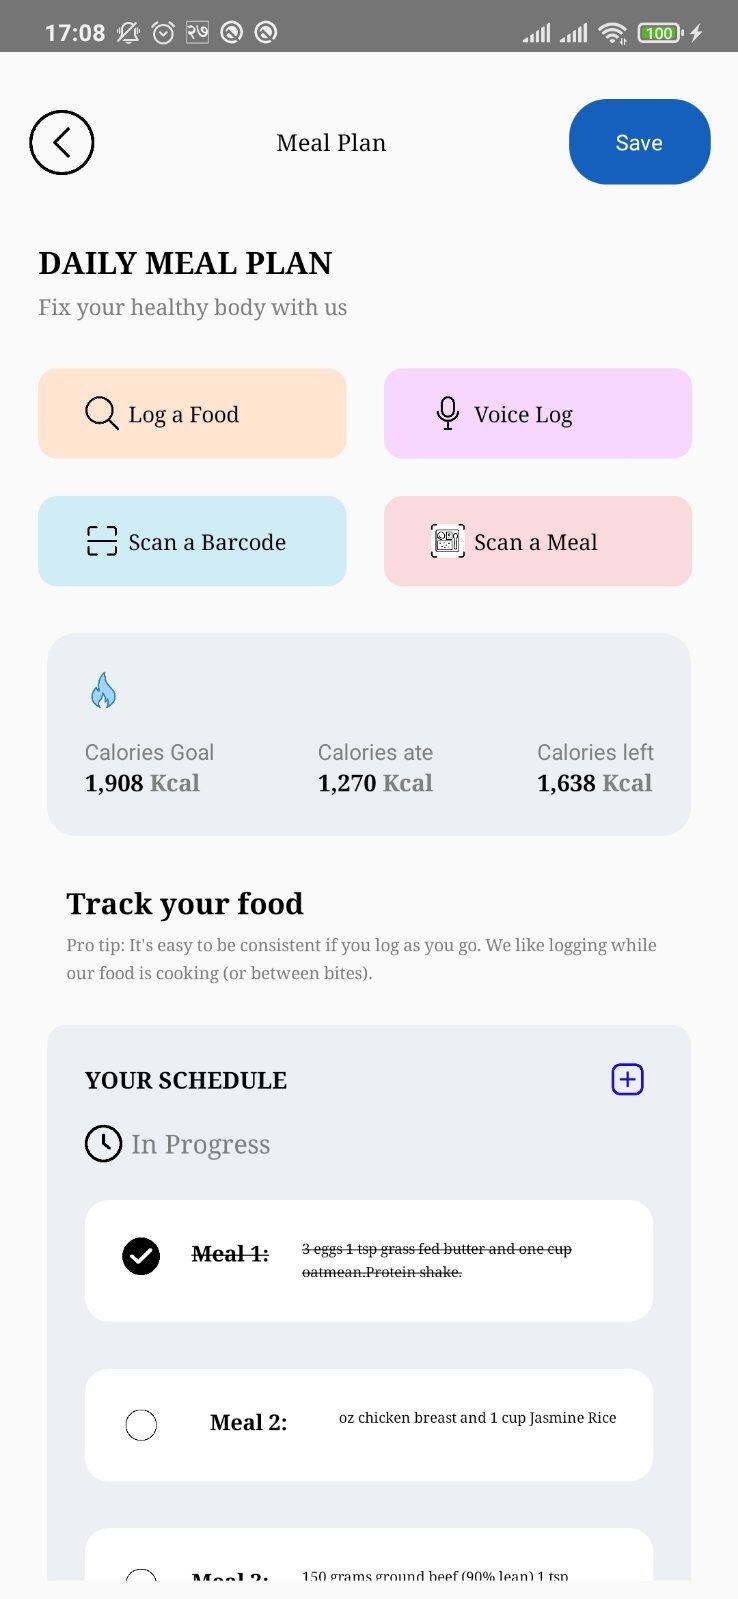 17:08 २७ 100
Meal Plan
Save
DAILY MEAL PLAN
Fix your healthy body with us
Log a Food
Voice Log
Scan a Barcode
Scan a Meal
Calories Goal
1,908 Kcal
Calories ate
1,270 Kcal
Calories left
1,638 Kcal
Track your food
Pro tip: It's easy to be consistent if you log as you go. We like logging while
our food is cooking (or between bites).
YOUR SCHEDULE
In Progress
Meal 1:
3 eggs 1 tsp grass fed butter and one cup
oatmean.Protein shake.
Meal 2:
oz chicken breast and 1 cup Jasmine Rice
150 grams ground beef (90% lean) 1 tsp